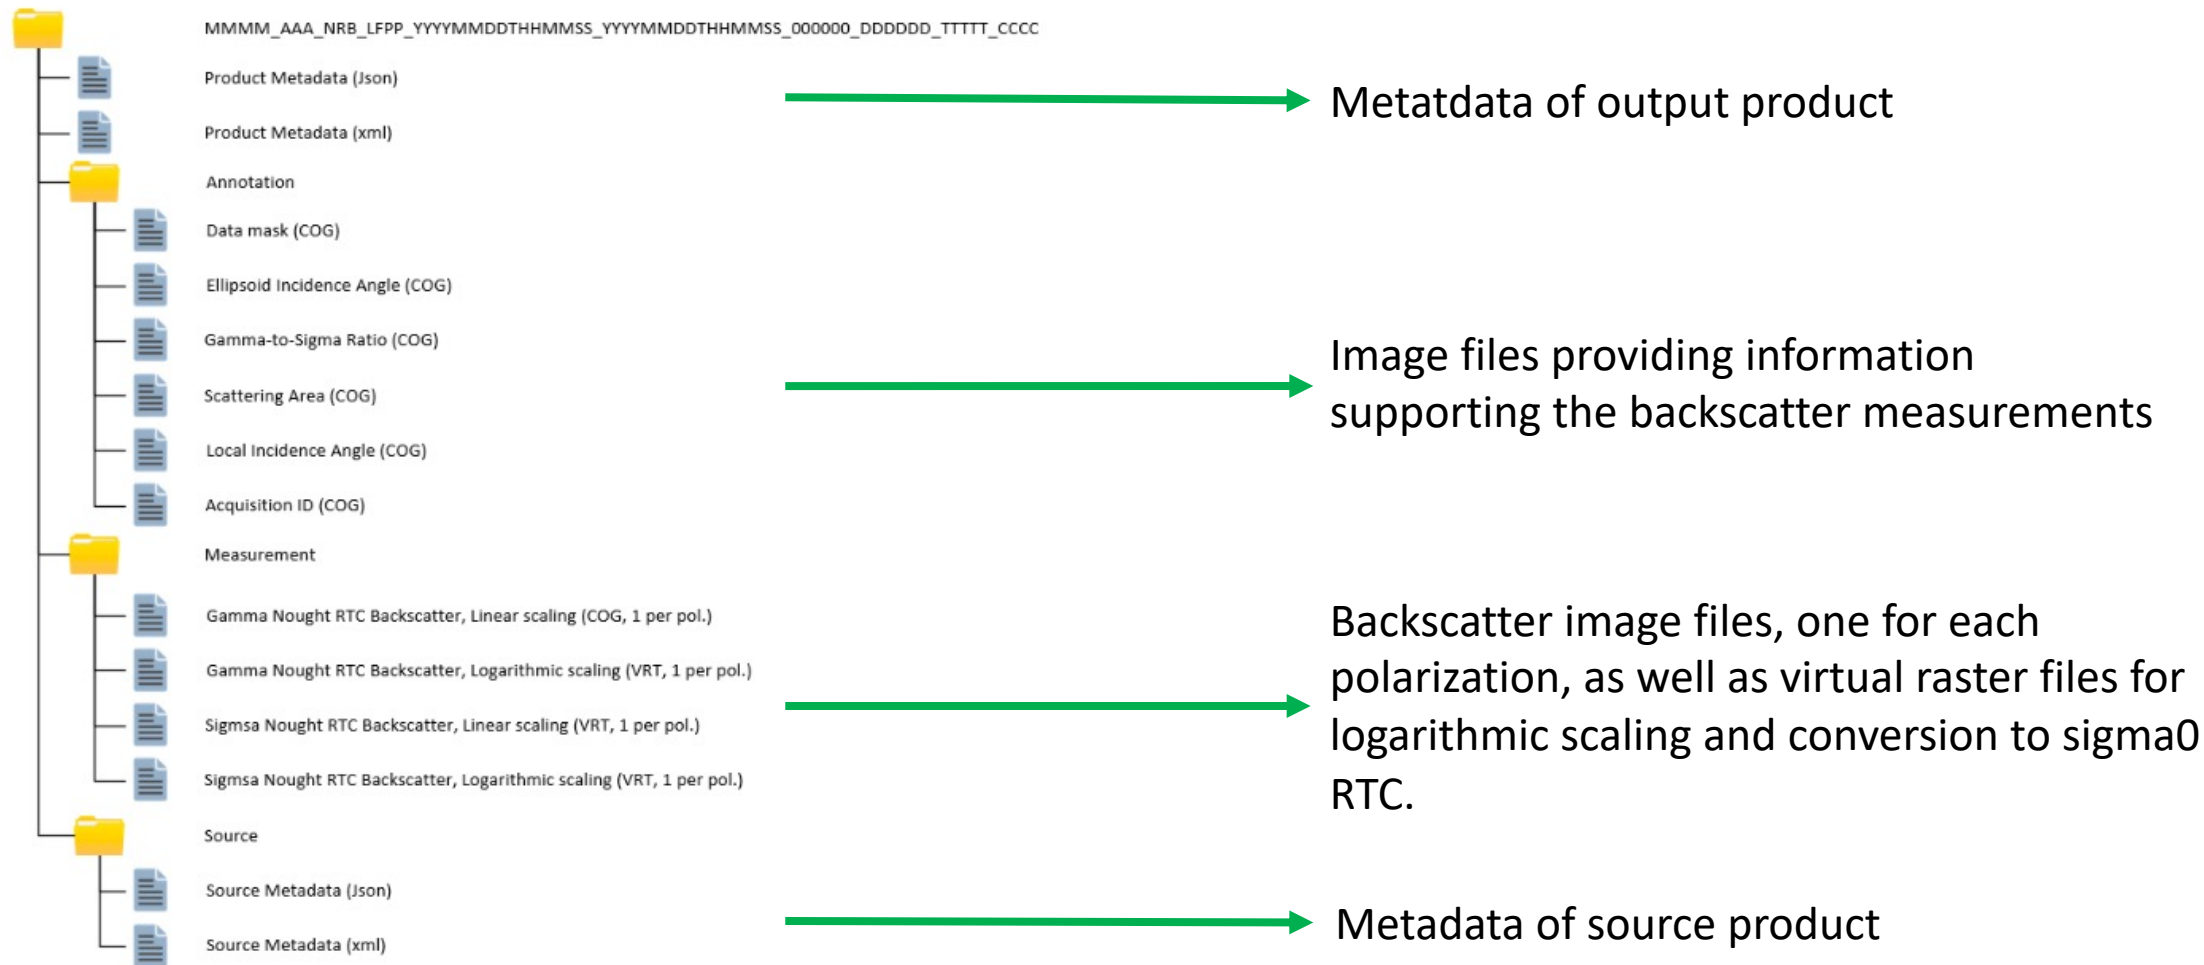 MMMM_AAA_NRB_LFPP_YYYYMMDDTHHMMSS_YYYYMMDDTHHMMSS_000000_DDDDDD_TTTTT_CCCC
Product Metadata (Json)
Product Metadata (xml)
Metatdata of output product
Annotation
Data mask (COG)
Ellipsoid Incidence Angle (COG)
Gamma-to-Sigma Ratio (COG)
Scattering Area (COG)
Local Incidence Angle (COG)
Acquisition ID (COG)
Image files providing information
supporting the backscatter measurements
Measurement
Gamma Nought RTC Backscatter, Linear scaling (COG, 1 per pol.)
Gamma Nought RTC Backscatter, Logarithmic scaling (VRT, 1 per pol.)
Sigmsa Nought RTC Backscatter, Linear scaling (VRT, 1 per pol.)
Sigmsa Nought RTC Backscatter, Logarithmic scaling (VRT, 1 per pol.)
Backscatter image files, one for each
polarization, as well as virtual raster files for
logarithmic scaling and conversion to sigma0
RTC.
Source
Source Metadata (Json)
Source Metadata (xml)
Metadata of source product